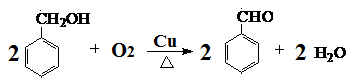 CH₂OH CHO
2 + O₂ Cu △ 2 + 2 H₂O